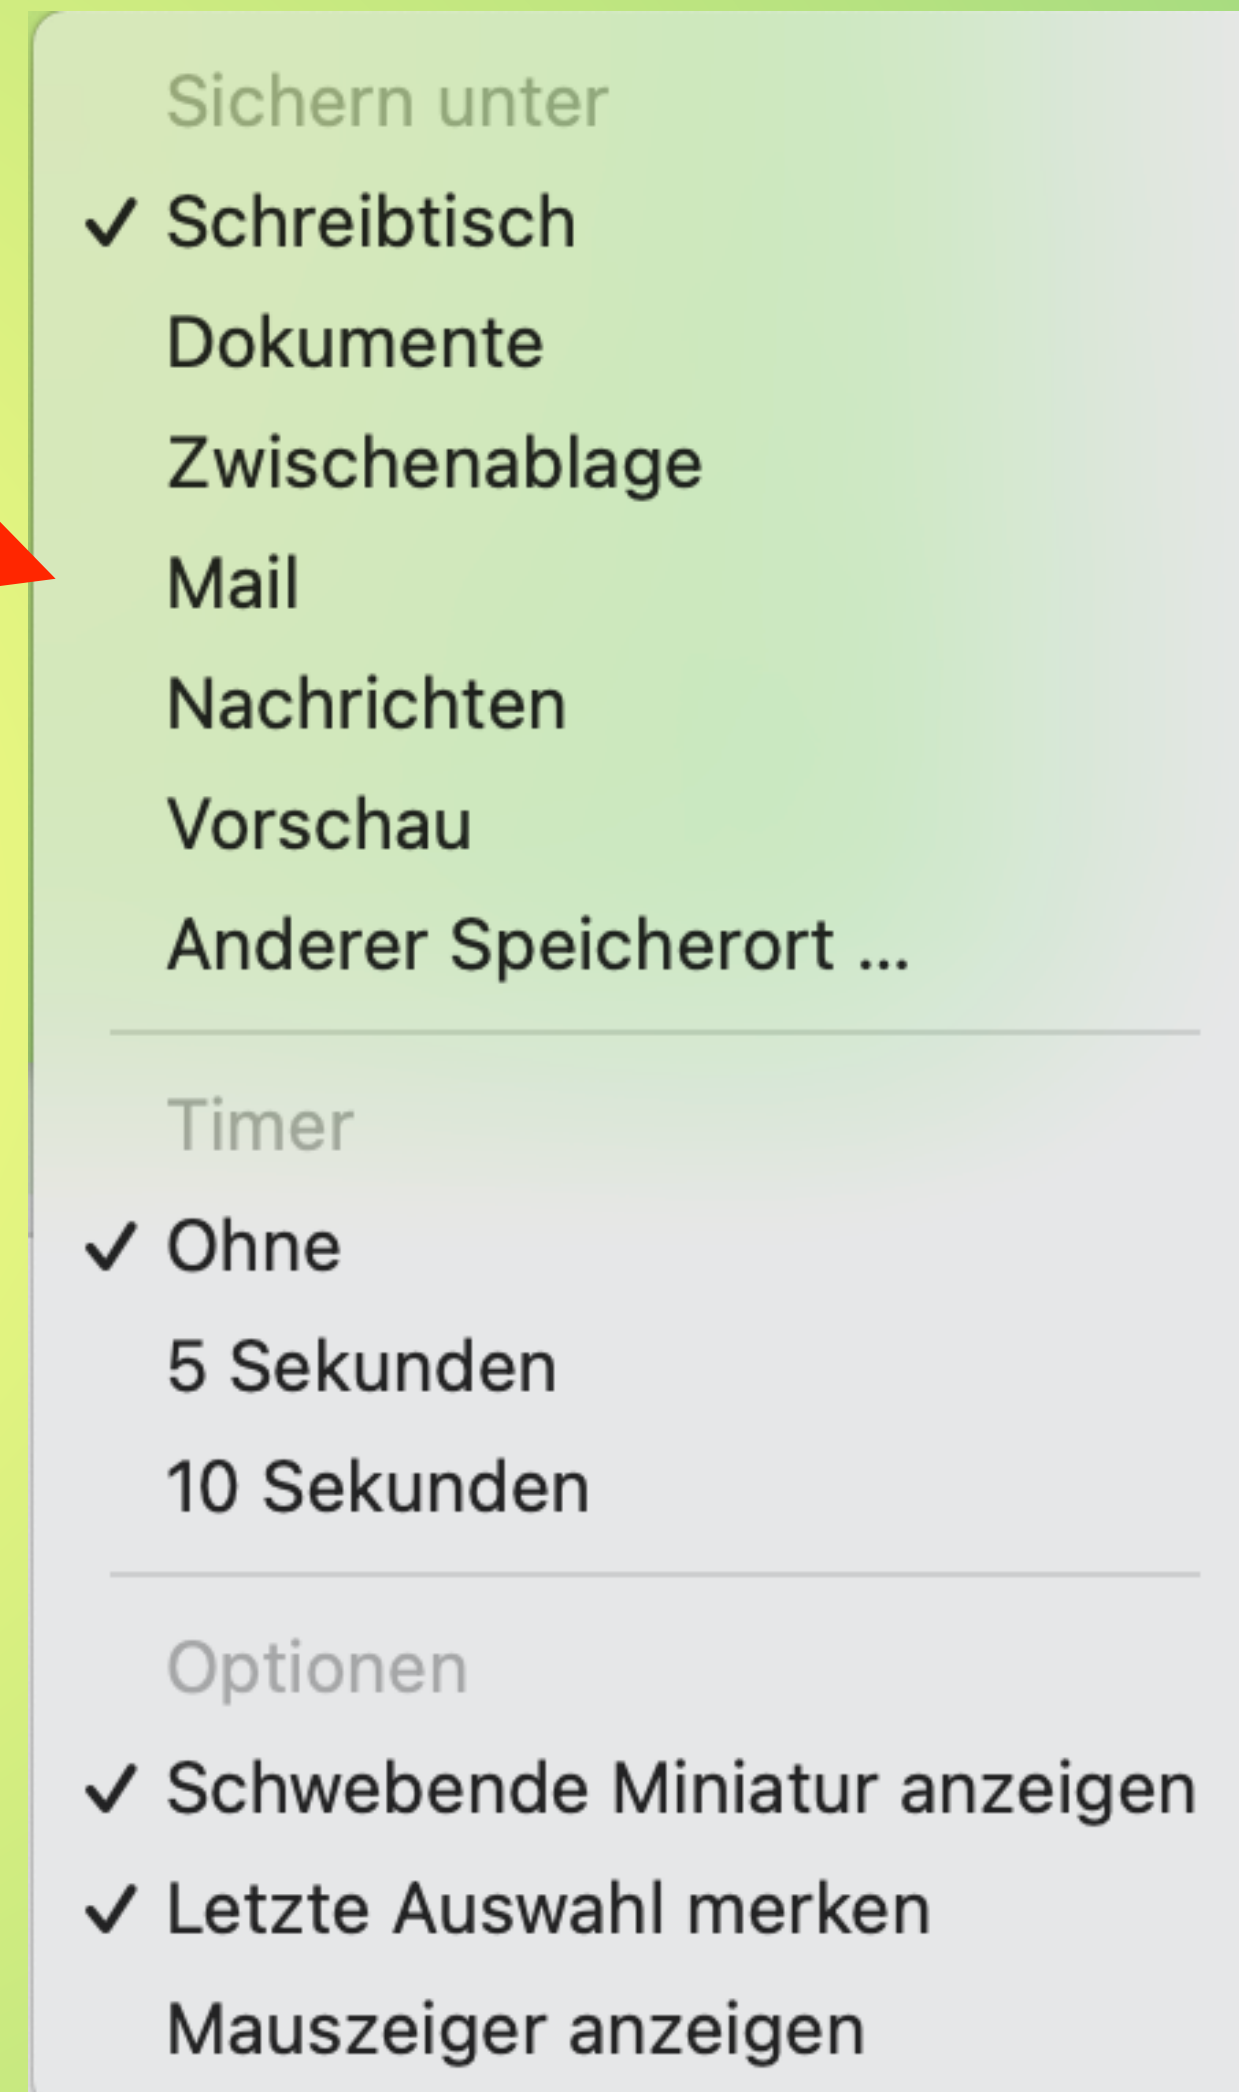 Sichern unter
✓ Schreibtisch
Dokumente
Zwischenablage
Mail
Nachrichten
Vorschau
Anderer Speicherort ...
Timer
✓ Ohne
5 Sekunden
10 Sekunden
Optionen
✓ Schwebende Miniatur anzeigen
✓ Letzte Auswahl merken
Mauszeiger anzeigen